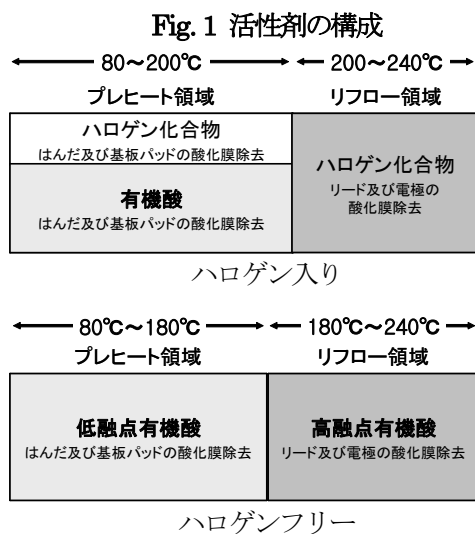 Fig. 1 活性剤の構成
80～200℃ 200～240℃
プレヒート領域 リフロー領域
ハロゲン化合物
はんだ及び基板パッドの酸化膜除去
有機酸
はんだ及び基板パッドの酸化膜除去
ハロゲン化合物
リード及び電極の
酸化膜除去
ハロゲン入り
80℃～180℃ 180℃～240℃
プレヒート領域 リフロー領域
低融点有機酸
はんだ及び基板パッドの酸化膜除去
高融点有機酸
リード及び電極の酸化膜除去
ハロゲンフリー